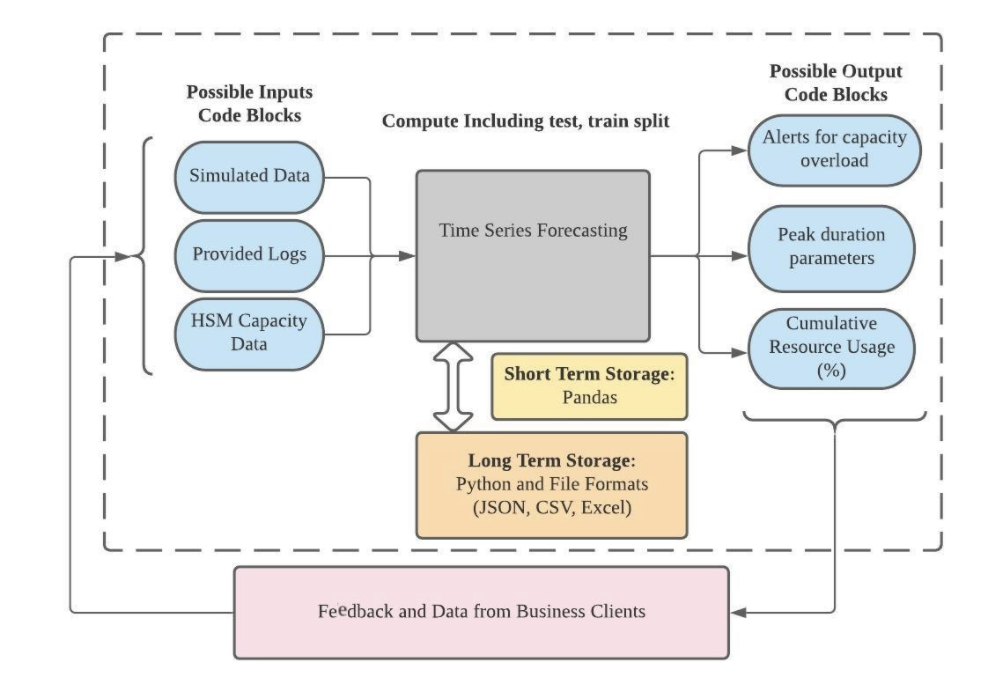 Possible Inputs
Code Blocks
Simulated Data
Provided Logs
HSM Capacity
Data
Compute Including test, train split
Time Series Forecasting
Short Term Storage:
Pandas
Long Term Storage:
Python and File Formats
(JSON, CSV, Excel)
Possible Output
Code Blocks
Alerts for capacity
overload
Peak duration
parameters
Cumulative
Resource Usage
(%)
Feedback and Data from Business Clients